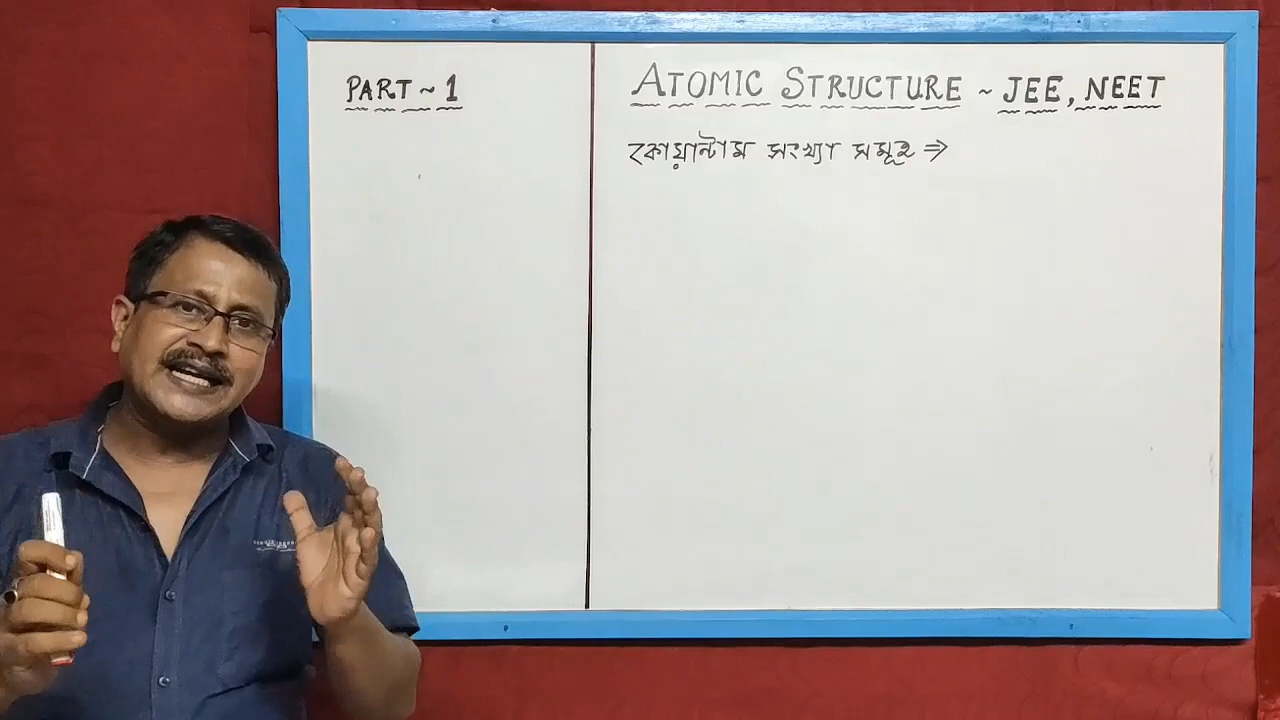 PART ~ 1
ATOMIC STRUCTURE ~ JEE, NEET
কোয়ান্টাম সংখ্যা সমূহ ⇒